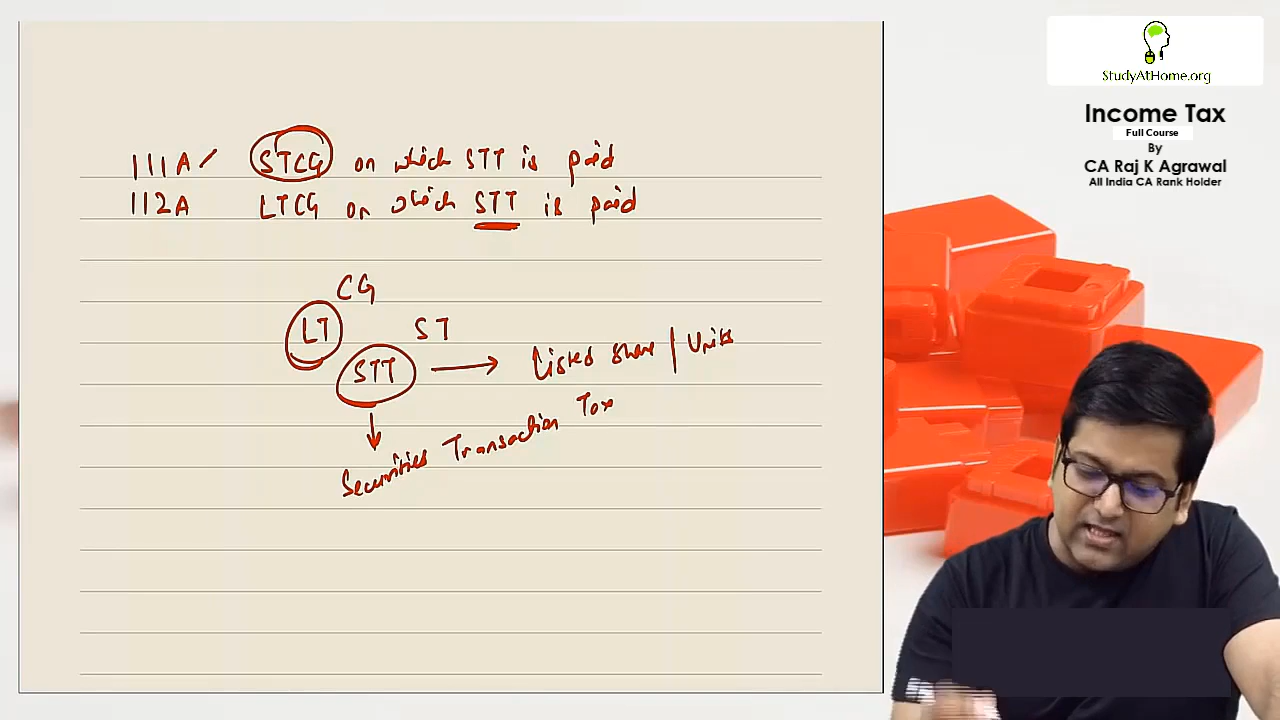 111A STCG on which STT is paid
112A LTCG on which STT is paid
CG
LT ST
STT → Listed share / Units
↓
Securities Transaction Tax
StudyAtHome.org
Income Tax
Full Course
By
CA Raj K Agrawal
All India CA Rank Holder